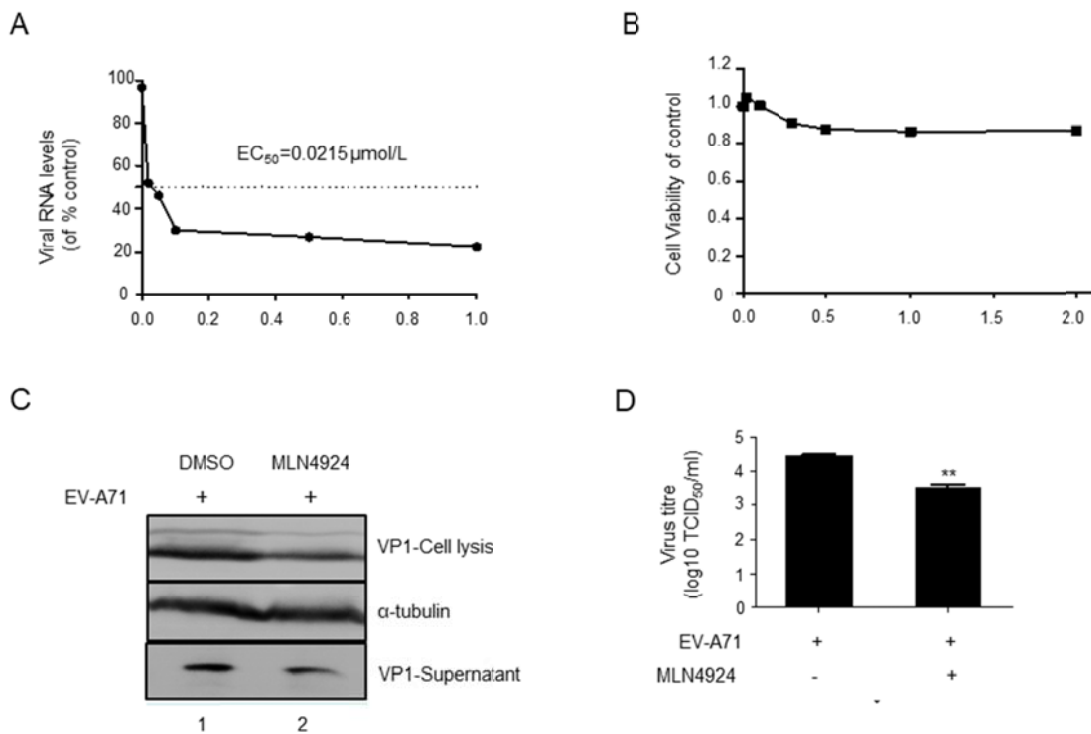 A
Viral RNA levels
(of % control)
100
80
60
40
20
0
EC50=0.0215µmol/L
0.0 0.2 0.4 0.6 0.8 1.0
B
Cell Viability of control
1.2
1.0
0.8
0.6
0.4
0.2
0
0.0 0.5 1.0 1.5 2.0
C
DMSO MLN4924
EV-A71 + +
VP1-Cell lysis
α-tubulin
VP1-Supernatant
1 2
D
Virus titre
(log10 TCID50/ml)
5
4
3
2
1
0
**
EV-A71 + +
MLN4924 - +